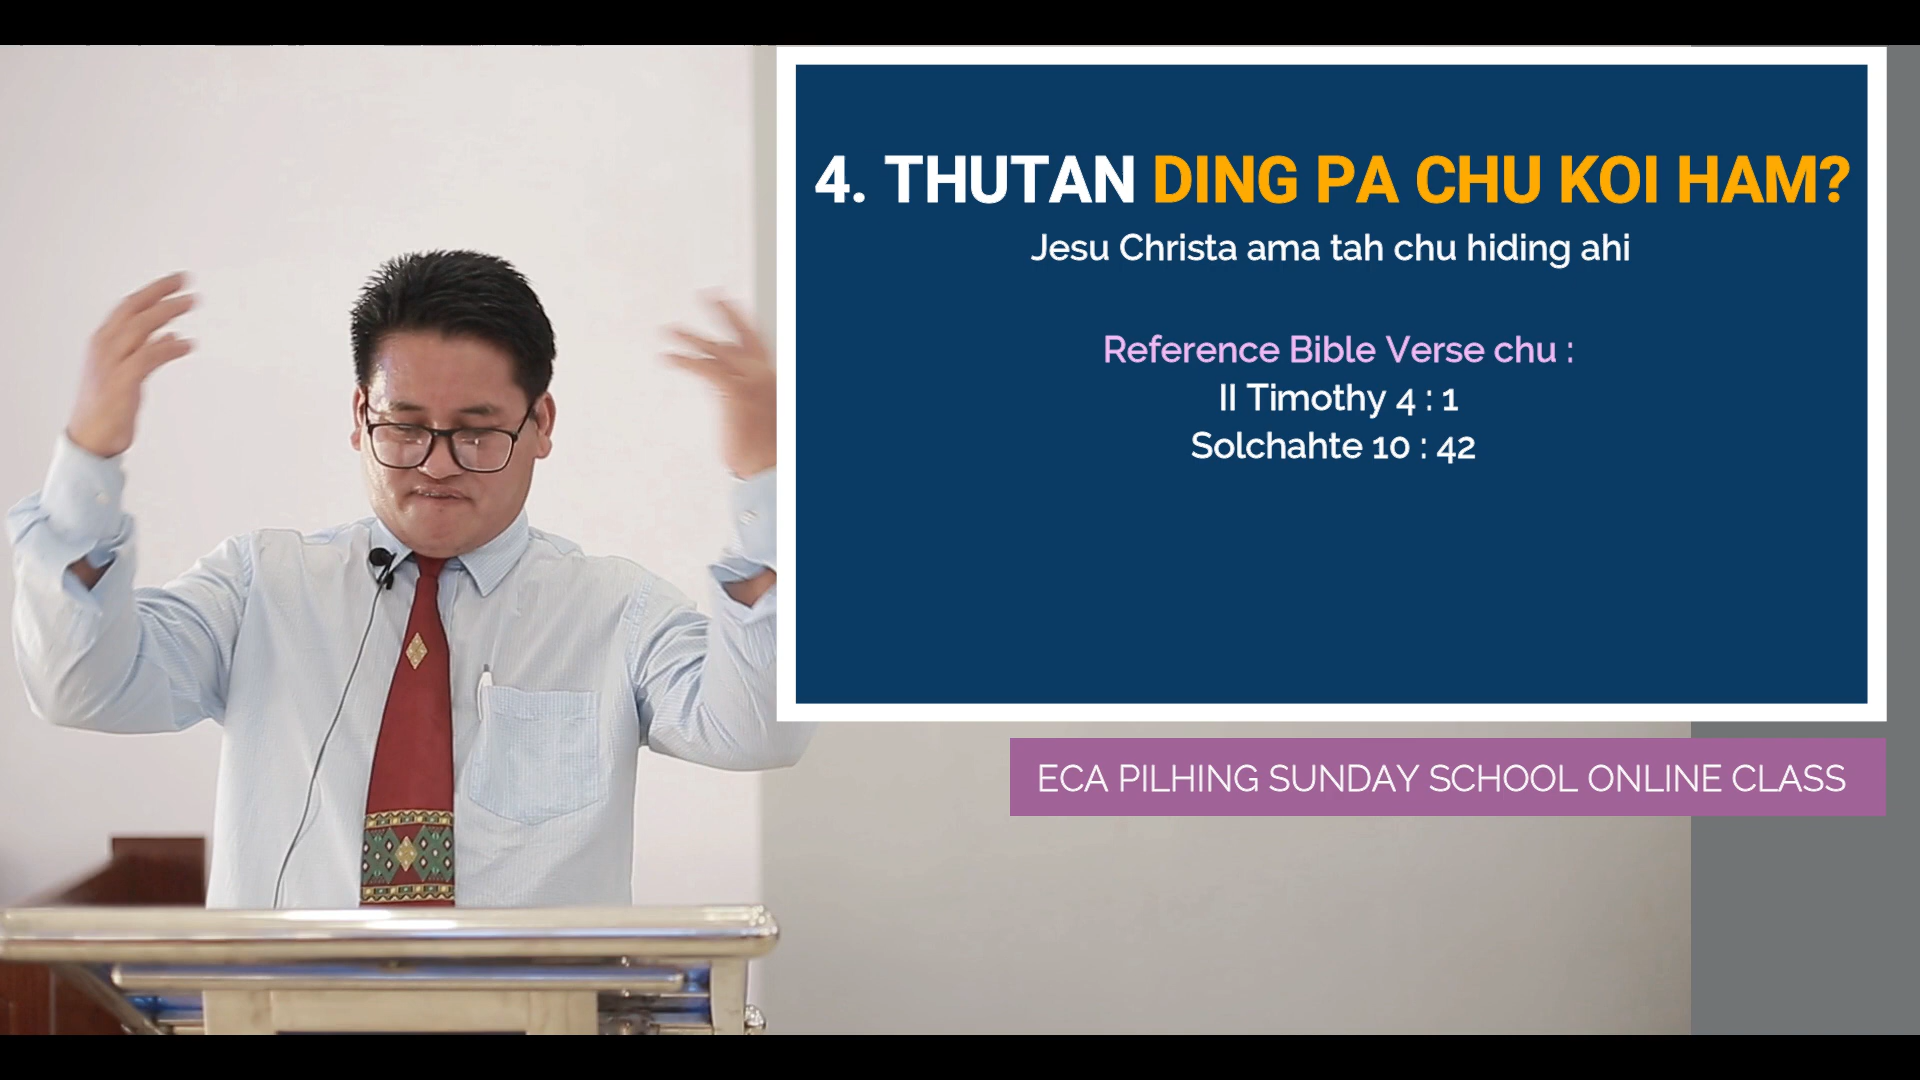 4. THUTAN DING PA CHU KOI HAM?
Jesu Christa ama tah chu hiding ahi
Reference Bible Verse chu :
II Timothy 4 : 1
Solchahte 10 : 42
ECA PILHING SUNDAY SCHOOL ONLINE CLASS